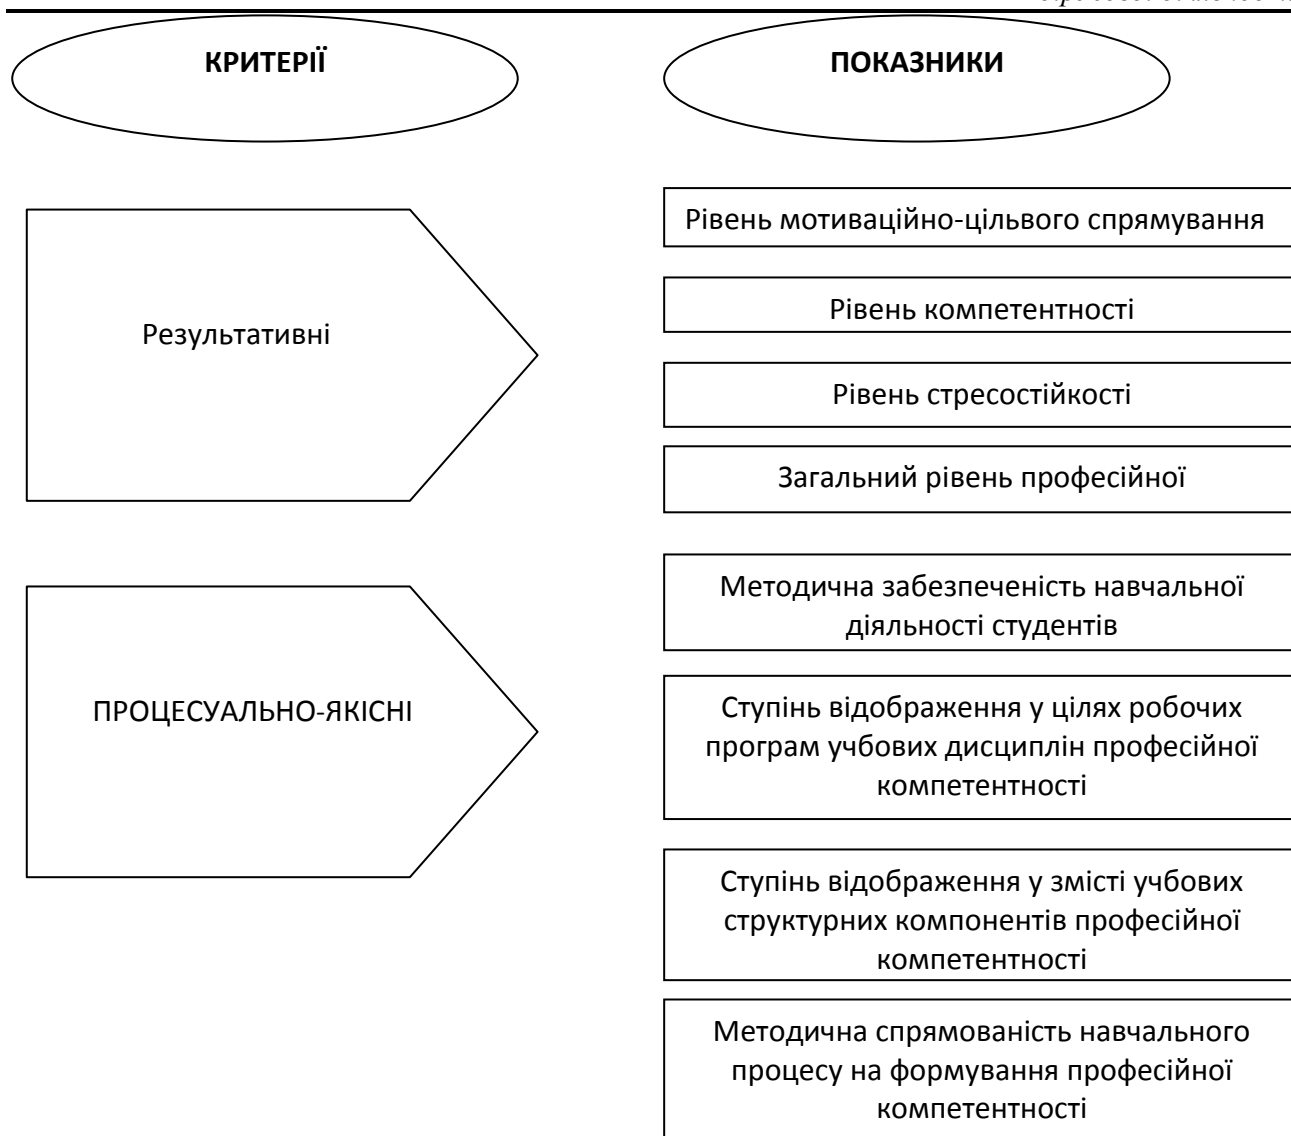 КРИТЕРІЇ
ПОКАЗНИКИ
Результативні
Рівень мотиваційно-цільвого спрямування
Рівень компетентності
Рівень стресостійкості
Загальний рівень професійної
ПРОЦЕСУАЛЬНО-ЯКІСНІ
Методична забезпеченість навчальної
діяльності студентів
Ступінь відображення у цілях робочих
програм учбових дисциплін професійної
компетентності
Ступінь відображення у змісті учбових
структурних компонентів професійної
компетентності
Методична спрямованість навчального
процесу на формування професійної
компетентності